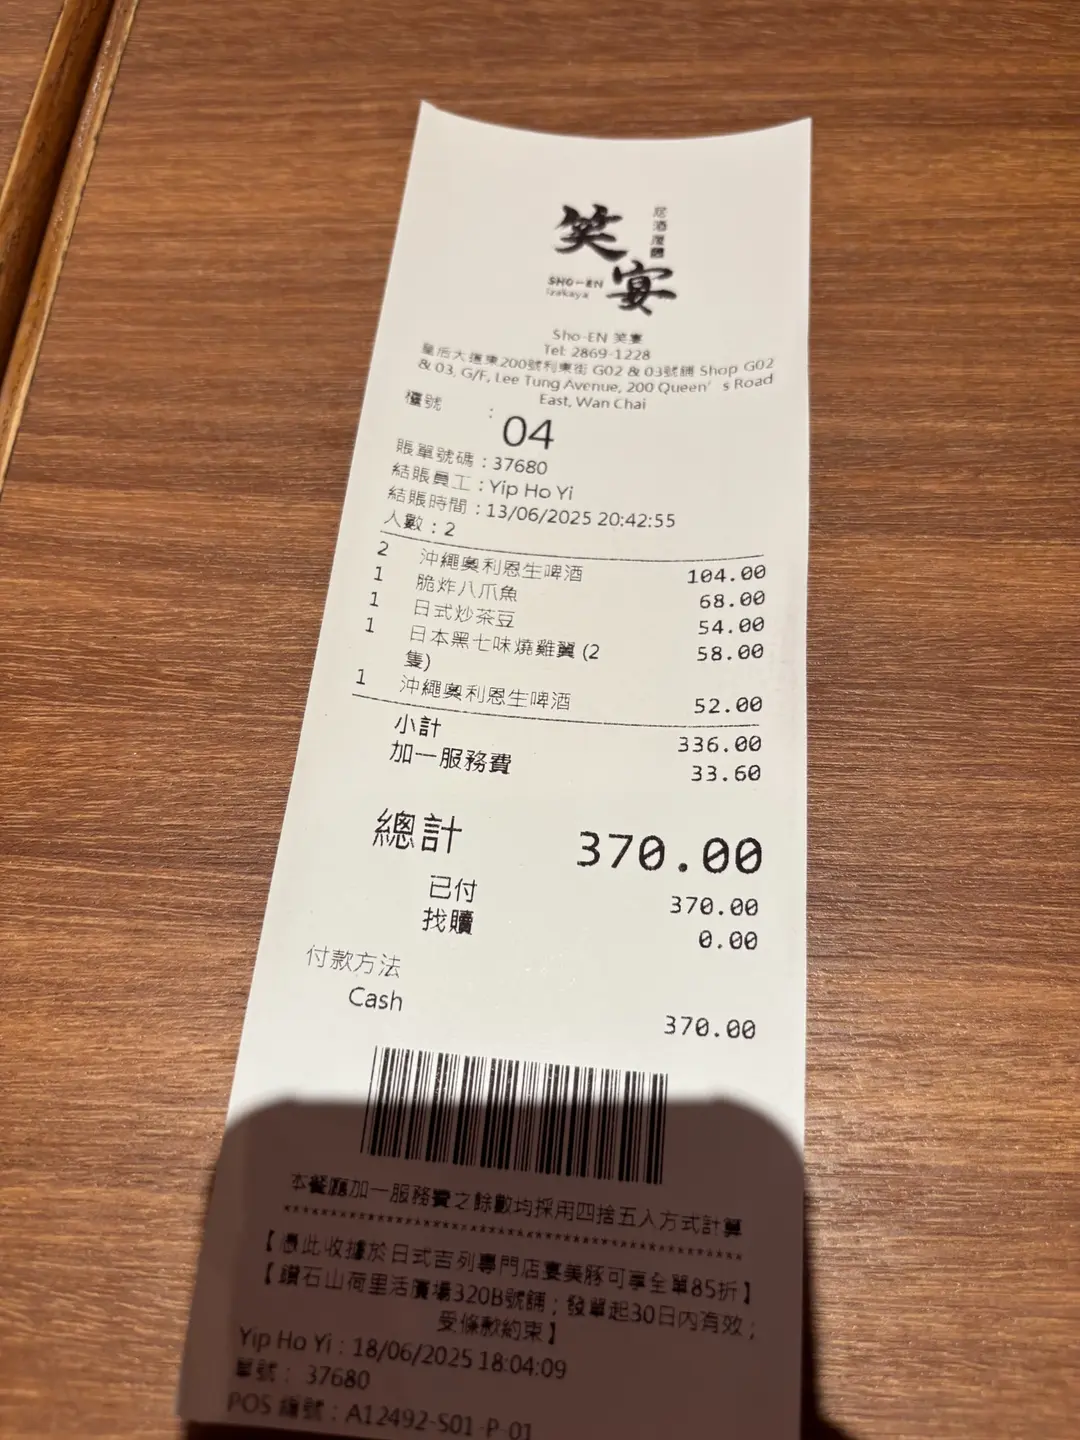 笑宴
居酒屋
SHO-EN
Izakaya
Sho-EN 笑宴
Tel: 2869-1228
皇后大道東200號利東街 G02 & 03號舖 Shop G02
& 03, G/F, Lee Tung Avenue, 200 Queen's Road
East, Wan Chai
檯號 : 04
賬單號碼 : 37680
結賬員工 : Yip Ho Yi
結賬時間 : 13/06/2025 20:42:55
人數 : 2
2 沖繩奧利恩生啤酒 104.00
1 脆炸八爪魚 68.00
1 日式炒茶豆 54.00
1 日本黑七味燒雞翼 (2 58.00
隻)
1 沖繩奧利恩生啤酒 52.00
小計 336.00
加一服務費 33.60
總計 370.00
已付 370.00
找贖 0.00
付款方法
Cash 370.00
本餐廳加一服務費之餘數均採用四捨五入方式計算
【憑此收據於日式吉列專門店宴美豚可享全單85折】
【鑽石山荷里活廣場320B號舖；發單起30日內有效；
受條款約束】
Yip Ho Yi : 18/06/2025 18:04:09
單號 : 37680
POS 編號 : A12492-S01-P-01